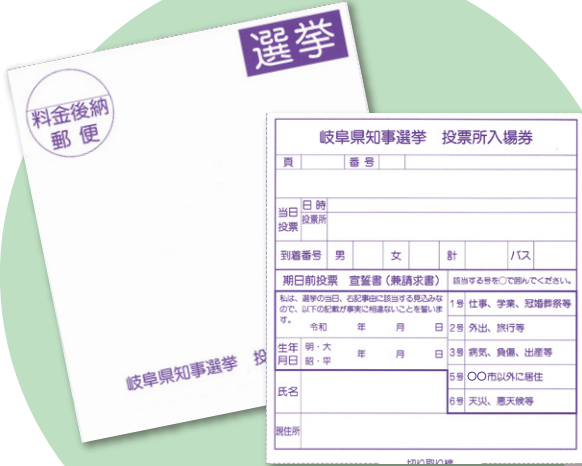 選挙
料金後納
郵便
岐阜県知事選挙 投
岐阜県知事選挙 投票所入場券
頁 番号
当日投票 日時
投票所
到着番号 男 女 計 バス
期日前投票 宣誓書(兼請求書) 該当する号を○で囲んでください。
私は、選挙の当日、右記事由に該当する見込みな
ので、以下の記載が事実に相違ないことを誓いま
す。
令和 年 月 日
生年月日 明・大
昭・平 年 月 日
氏名
現住所
1号 仕事、学業、冠婚葬祭等
2号 外出、旅行等
3号 病気、負傷、出産等
5号 ○○市以外に居住
6号 天災、悪天候等